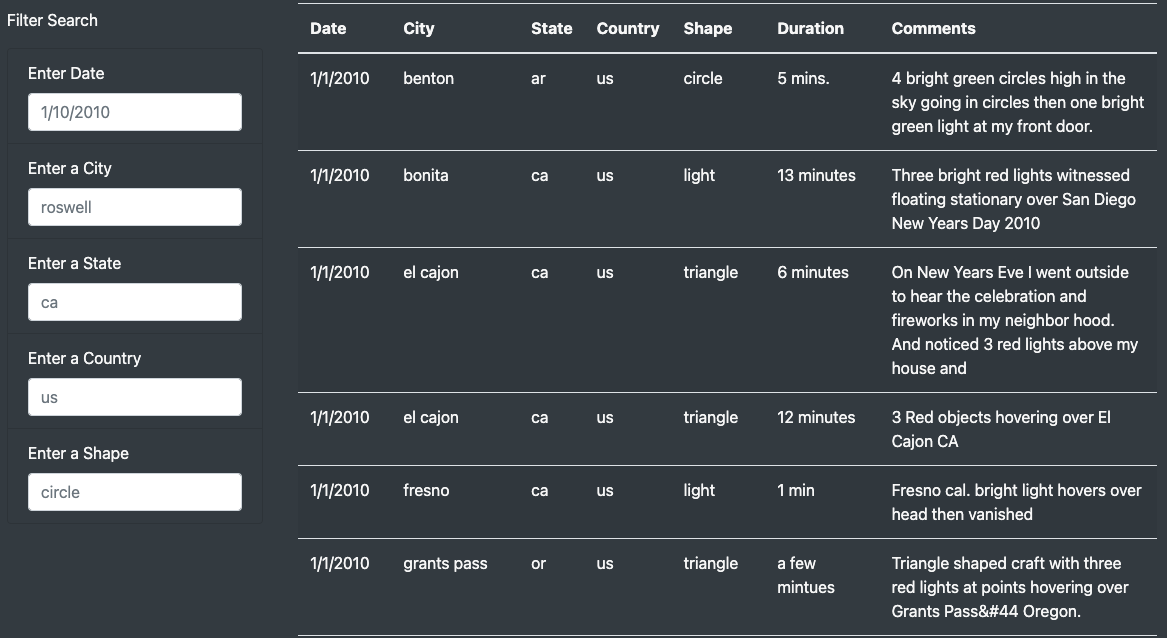 Filter Search
Enter Date
1/10/2010
Enter a City
roswell
Enter a State
ca
Enter a Country
us
Enter a Shape
circle
Date City State Country Shape Duration Comments
1/1/2010 benton ar us circle 5 mins. 4 bright green circles high in the
sky going in circles then one bright
green light at my front door.
1/1/2010 bonita ca us light 13 minutes Three bright red lights witnessed
floating stationary over San Diego
New Years Day 2010
1/1/2010 el cajon ca us triangle 6 minutes On New Years Eve I went outside
to hear the celebration and
fireworks in my neighbor hood.
And noticed 3 red lights above my
house and
1/1/2010 el cajon ca us triangle 12 minutes 3 Red objects hovering over El
Cajon CA
1/1/2010 fresno ca us light 1 min Fresno cal. bright light hovers over
head then vanished
1/1/2010 grants pass or us triangle a few Triangle shaped craft with three
mintues red lights at points hovering over
Grants Pass&#44 Oregon.